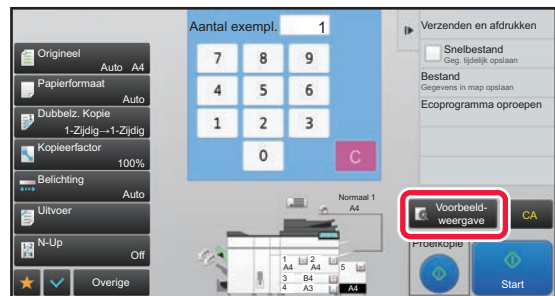 Aantal exempl. 1
Origineel
Auto A4
Papierformaat
Auto
Dubbelz. Kopie
1-Zijdig→1-Zijdig
Kopieerfactor
100%
Belichting
Auto
Uitvoer
N-Up
Off
Overige
7 8 9
4 5 6
1 2 3
0 C
Normaal 1
A4
1 2
A4 A4 5
3 B4
4 A3 A4
Verzenden en afdrukken
Snelbestand
Geg. tijdelijk opslaan
Bestand
Gegevens in map opslaan
Ecoprogramma oproepen
Voorbeeld-
weergave
CA
Proefkopie
Start